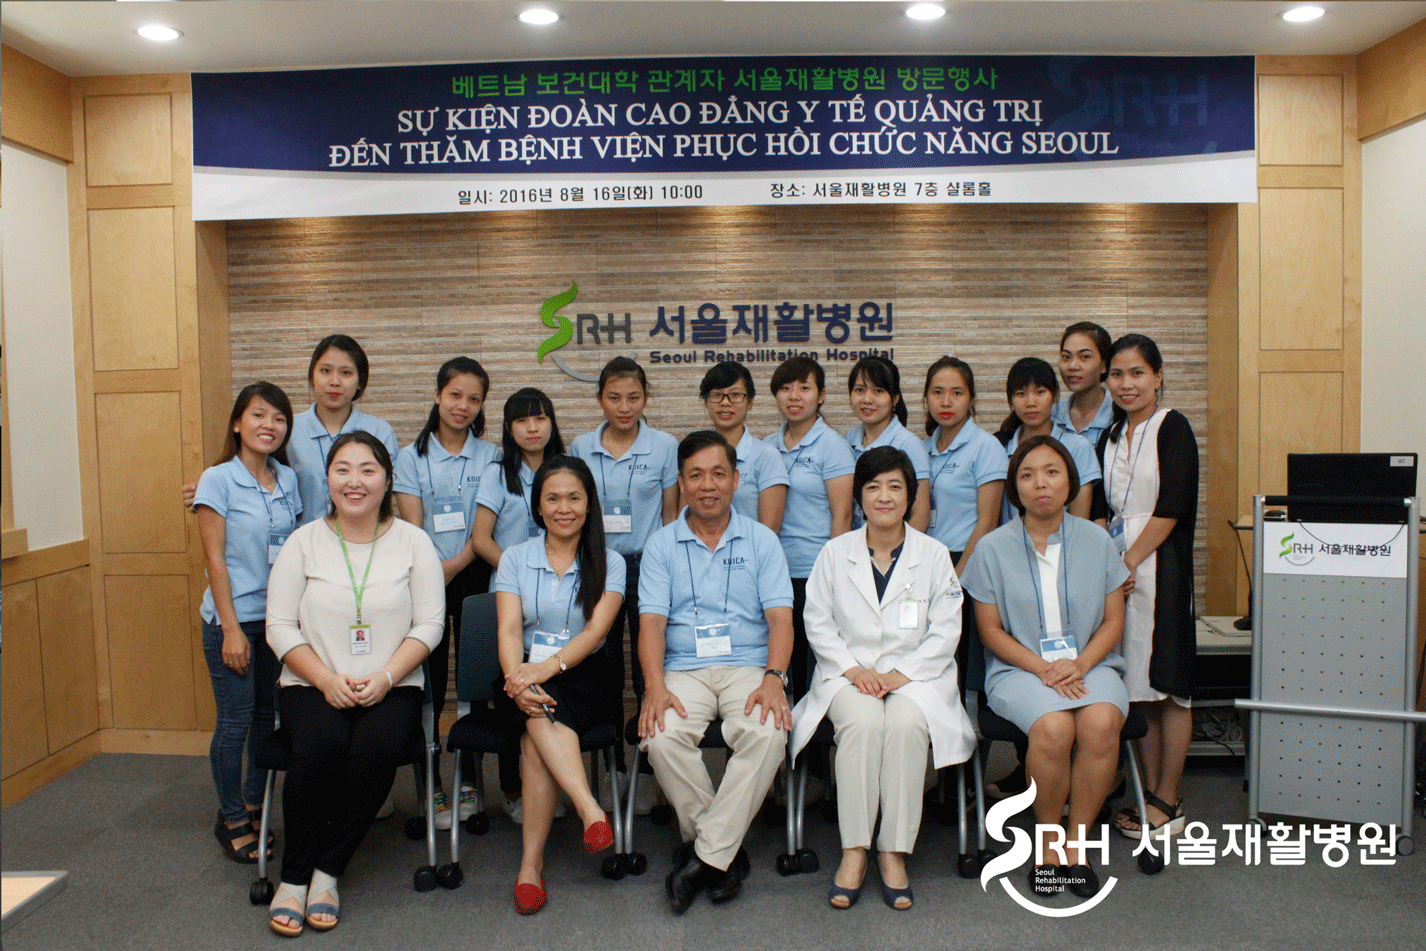 베트남 보건대학 관계자 서울재활병원 방문행사
SỰ KIỆN ĐOÀN CAO ĐẲNG Y TẾ QUẢNG TRỊ
ĐẾN THĂM BỆNH VIỆN PHỤC HỒI CHỨC NĂNG SEOUL
일시: 2016년 8월 16일(화) 10:00 장소: 서울재활병원 7층 샬롬홀
SRH 서울재활병원
Seoul Rehabilitation Hospital
KOICA
KOICA
KOICA
SRH 서울재활병원
SRH 서울재활병원
Seoul
Rehabilitation
Hospital